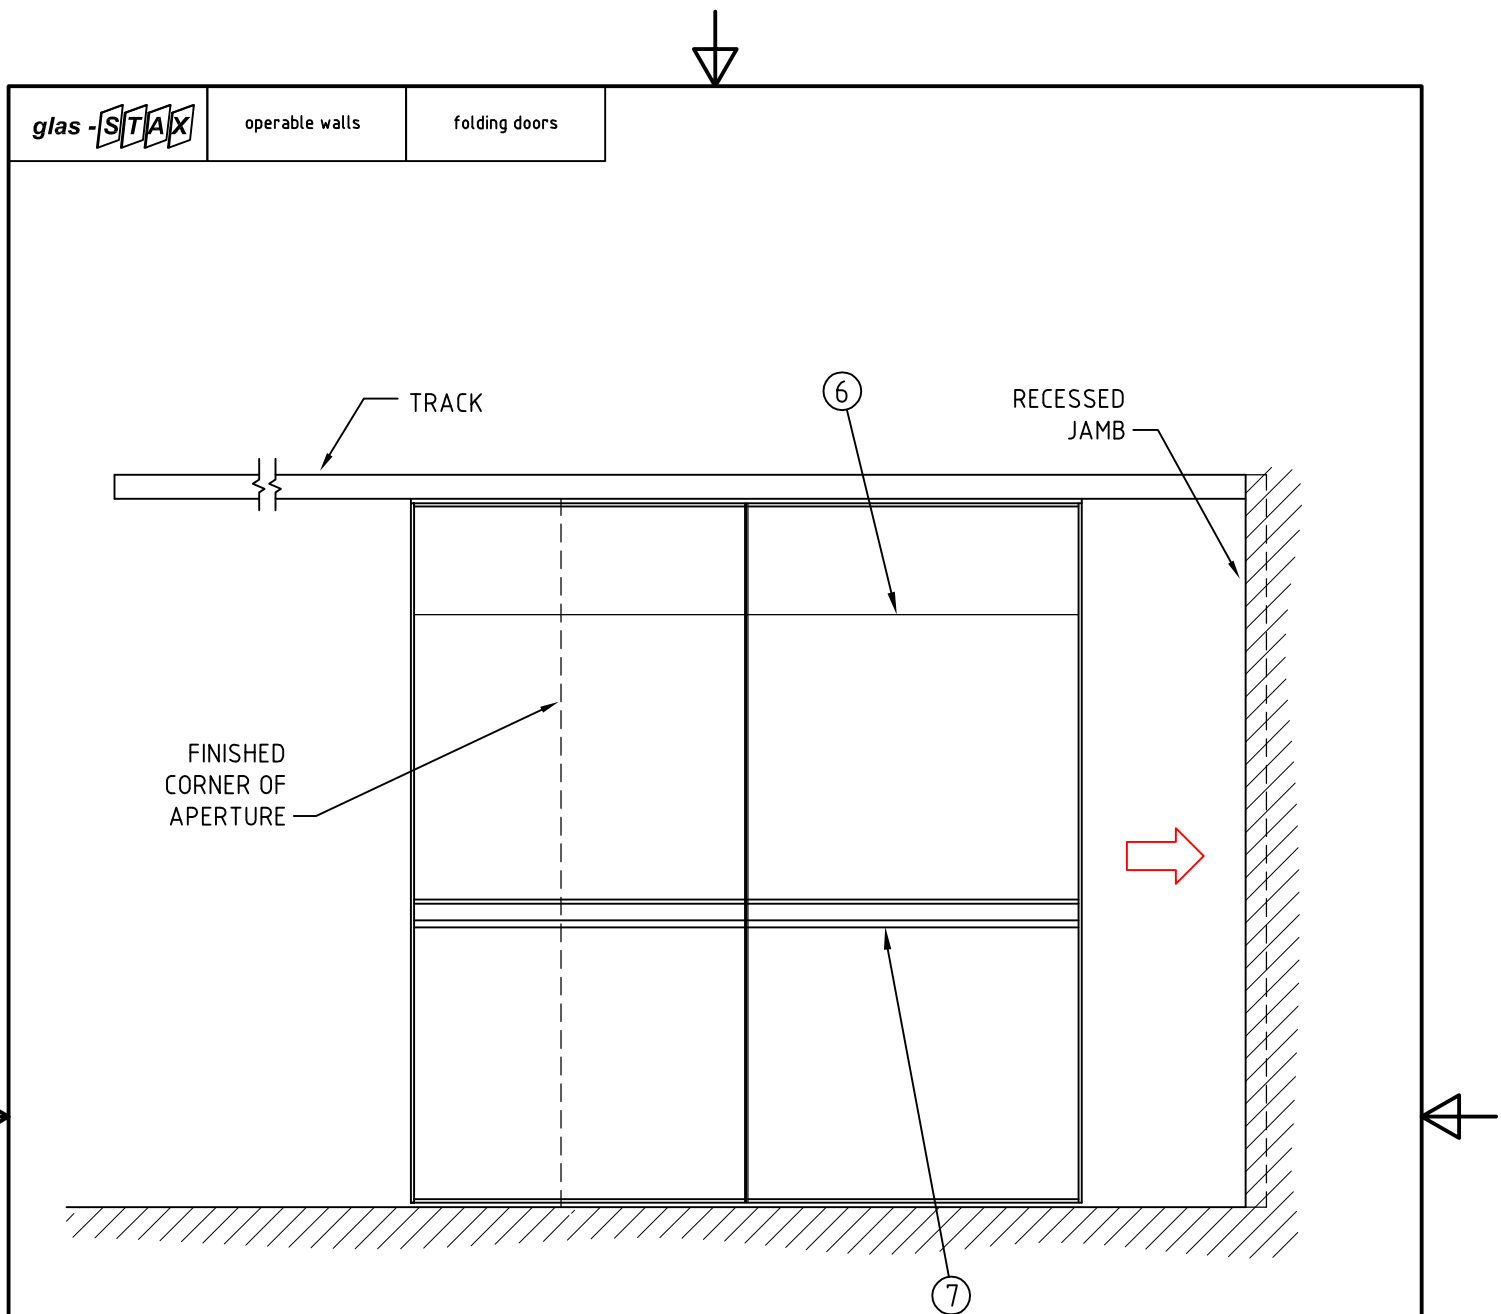 glas - STAX
operable walls
folding doors
TRACK
6
RECESSED
JAMB
FINISHED
CORNER OF
APERTURE
7